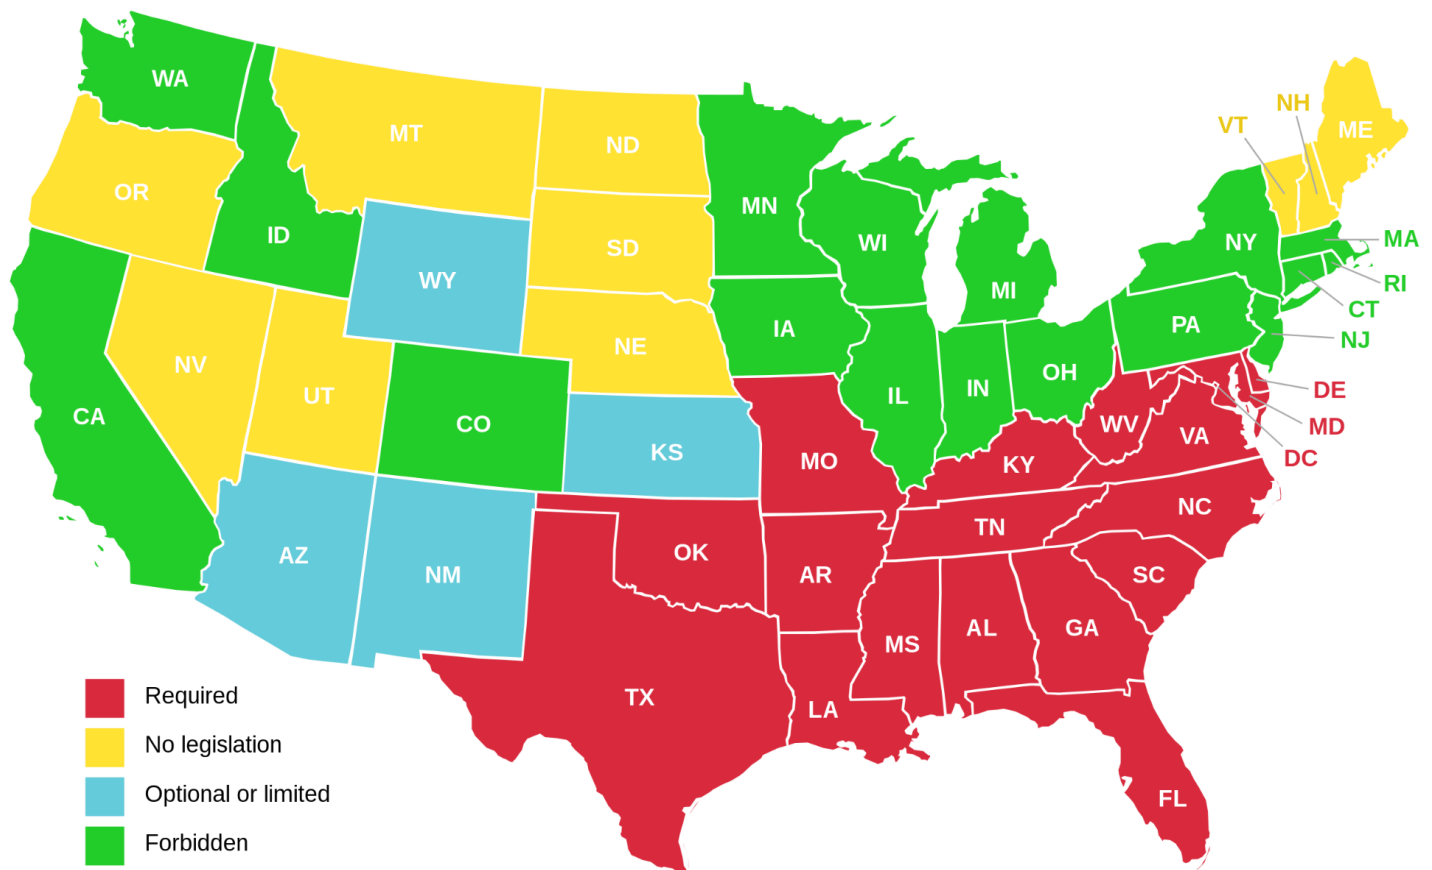 WA
MT
ND
MN
OR
ID
SD
WY
WI
MI
NY
VT
NH
ME
MA
RI
CT
NJ
PA
IA
NE
NV
UT
CA
CO
KS
IL
IN
OH
MO
KY
WV
VA
DE
MD
DC
NC
TN
OK
AR
AZ
NM
SC
MS
AL
GA
TX
LA
FL
Required
No legislation
Optional or limited
Forbidden